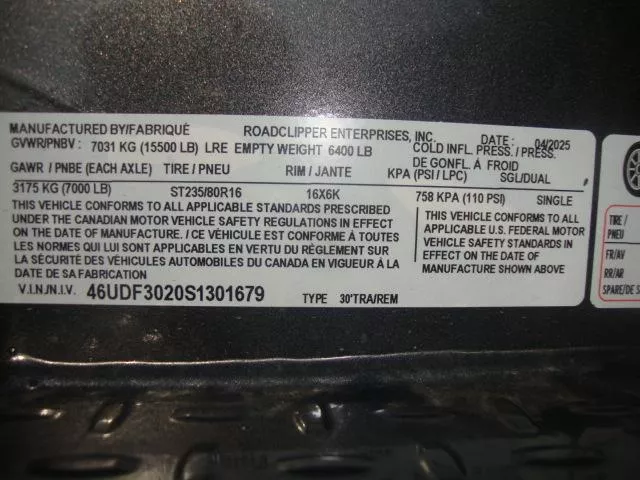 MANUFACTURED BY/FABRIQUÉ ROADCLIPPER ENTERPRISES, INC. DATE: 04/2025
GVWR/PNBV: 7031 KG (15500 LB) LRE EMPTY WEIGHT 6400 LB COLD INFL. PRESS./PRESS.
DE GONFL. À FROID
GAWR / PNBE (EACH AXLE) TIRE / PNEU RIM / JANTE KPA (PSI / LPC) SGL/DUAL
3175 KG (7000 LB) ST235/80R16 16X6K 758 KPA (110 PSI) SINGLE
THIS VEHICLE CONFORMS TO ALL APPLICABLE STANDARDS PRESCRIBED
UNDER THE CANADIAN MOTOR VEHICLE SAFETY REGULATIONS IN EFFECT
ON THE DATE OF MANUFACTURE. / CE VÉHICULE EST CONFORME À TOUTES
LES NORMES QUI LUI SONT APPLICABLES EN VERTU DU RÈGLEMENT SUR
LA SÉCURITÉ DES VÉHICULES AUTOMOBILES DU CANADA EN VIGUEUR À LA
DATE DE SA FABRICATION
THIS VEHICLE CONFORMS TO ALL
APPLICABLE U.S. FEDERAL MOTOR
VEHICLE SAFETY STANDARDS IN
EFFECT ON THE DATE OF
MANUFACTURE SHOWN ABOVE.
V.I.N./N.I.V. 46UDF3020S1301679 TYPE 30'TRA/REM
TIRE /
PNEU
FR/AV
RR/AR
SPARE/DE S